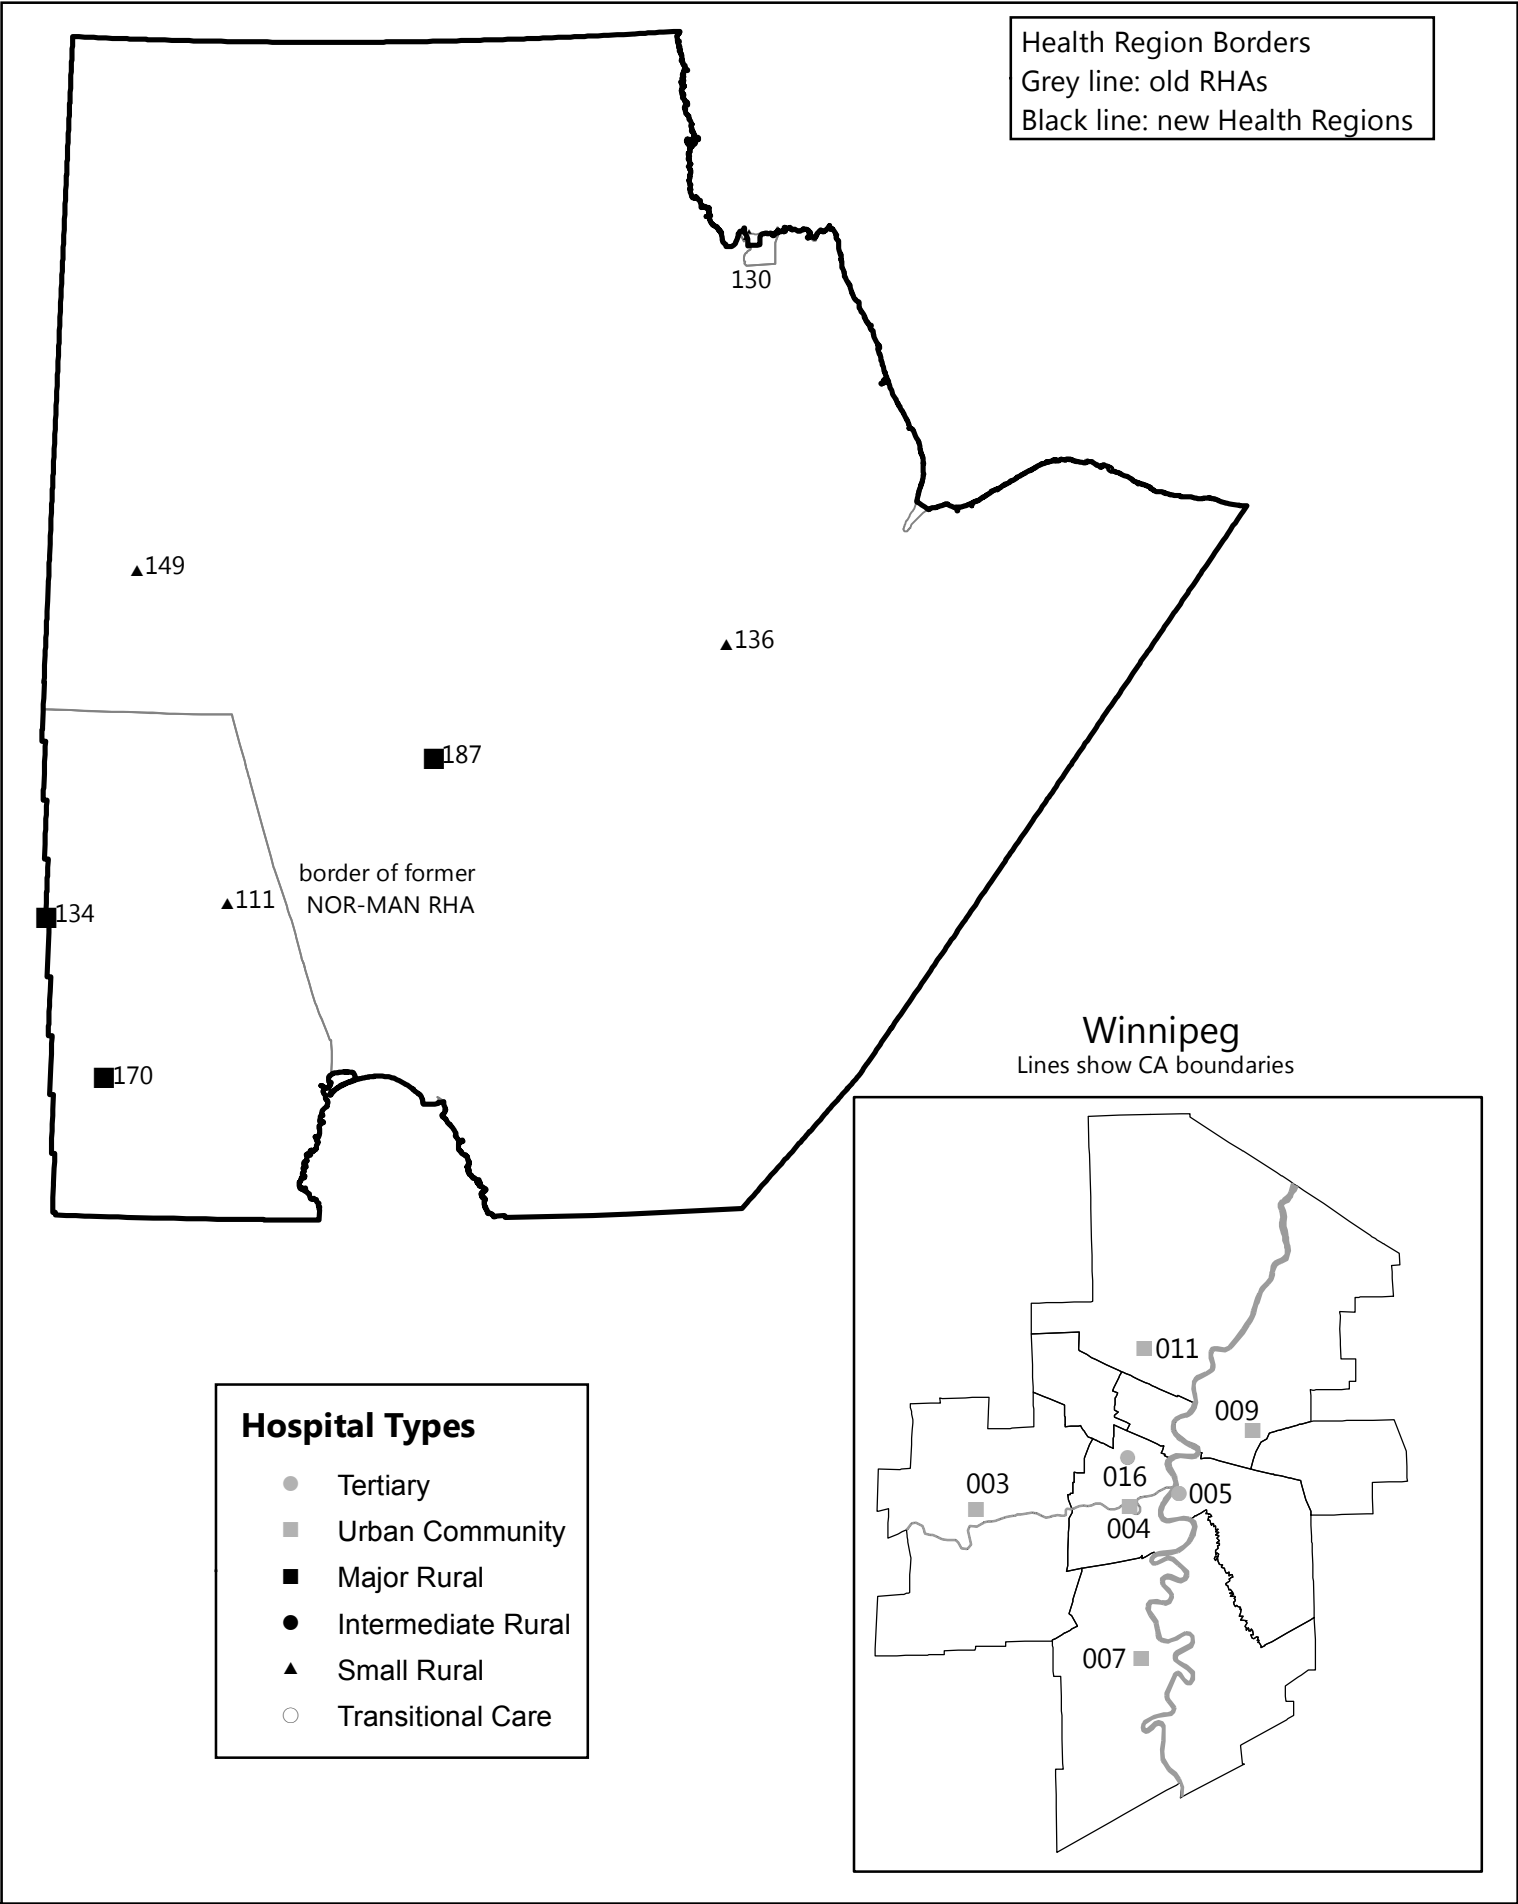 Health Region Borders
Grey line: old RHAs
Black line: new Health Regions
130
149
136
187
border of former
NOR-MAN RHA
111
134
170
Winnipeg
Lines show CA boundaries
011
009
016
003
005
004
007
Hospital Types
Tertiary
Urban Community
Major Rural
Intermediate Rural
Small Rural
Transitional Care